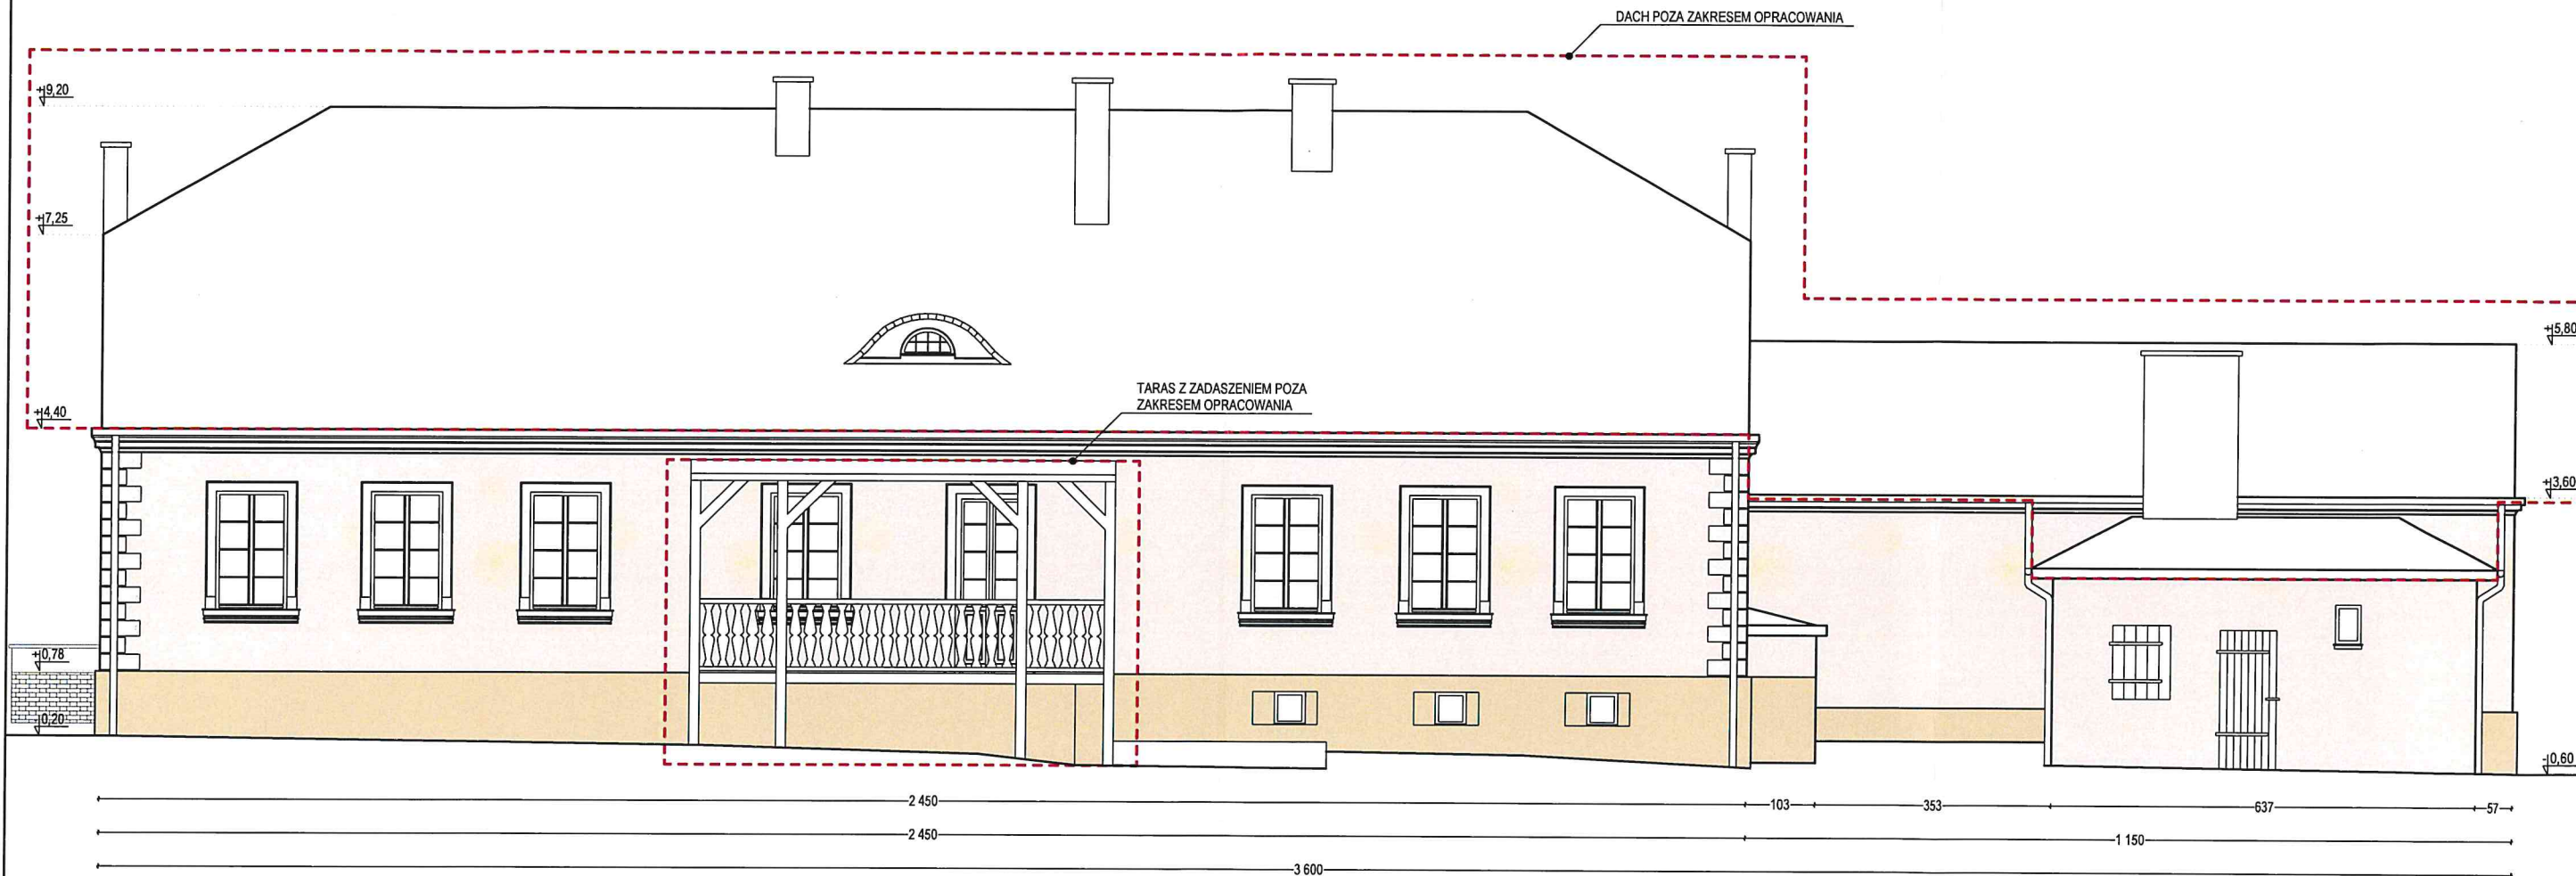 DACH POZA ZAKRESEM OPRACOWANIA
+9,20
+7,25
+5,80
TARAS Z ZADASZENIEM POZA
ZAKRESEM OPRACOWANIA
+4,40
+3,60
+0,78
-0,20
-0,60
2 450 103 353 637 57
2 450 1 150
3 600